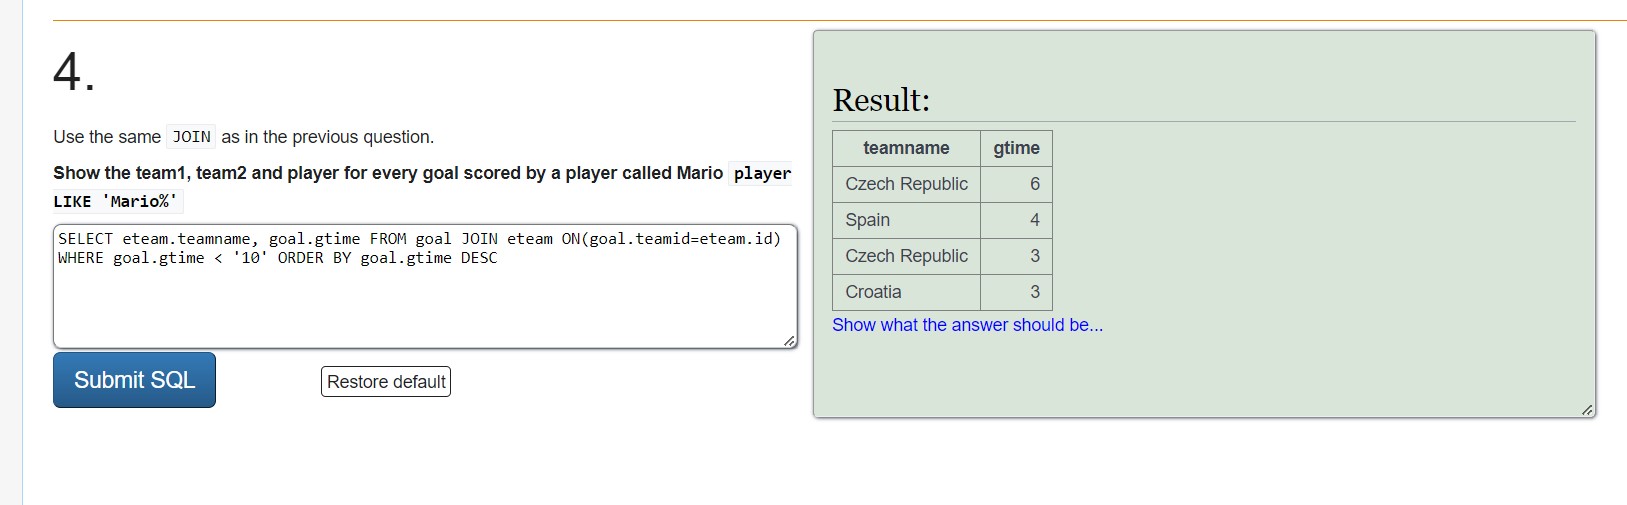 4.
Use the same JOIN as in the previous question.
Show the team1, team2 and player for every goal scored by a player called Mario player
LIKE 'Mario%'
SELECT eteam.teamname, goal.gtime FROM goal JOIN eteam ON(goal.teamid=eteam.id)
WHERE goal.gtime < '10' ORDER BY goal.gtime DESC
Submit SQL
Restore default
Result:
teamname gtime
Czech Republic 6
Spain 4
Czech Republic 3
Croatia 3
Show what the answer should be...